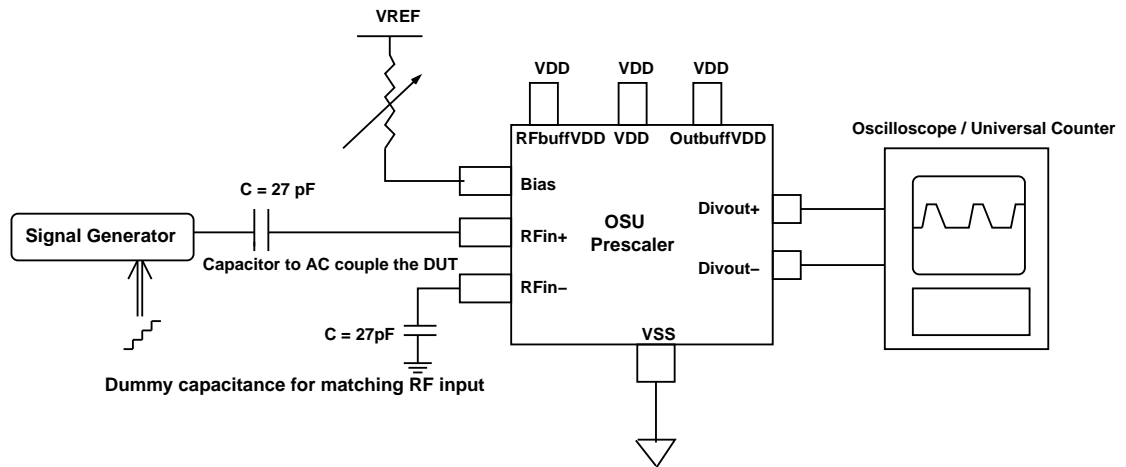 VREF
VDD VDD VDD
RFbuffVDD VDD OutbuffVDD
Oscilloscope / Universal Counter
Bias
C = 27 pF
Divout+
OSU
Prescaler
Signal Generator
RFin+
Capacitor to AC couple the DUT
Divout–
RFin–
C = 27pF
VSS
Dummy capacitance for matching RF input